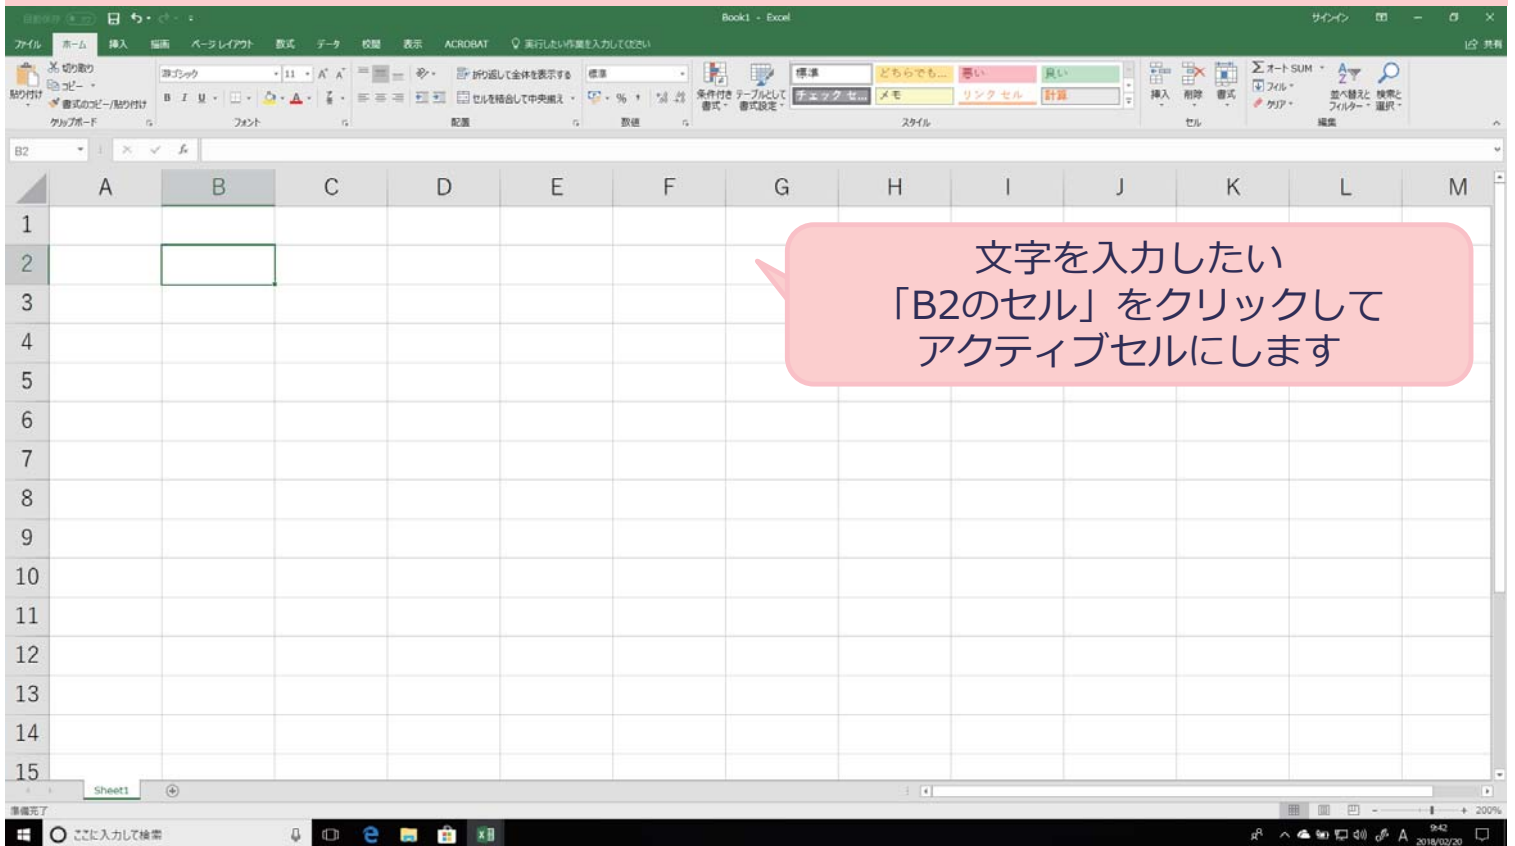 Book1 - Excel
サインイン
ファイル ホーム 挿入 描画 ページ レイアウト 数式 データ 校閲 表示 ACROBAT 実行したい作業を入力してください 共有
貼り付け
切り取り
コピー
書式のコピー/貼り付け
クリップボード
11
B I U
フォント
折り返して全体を表示する
セルを結合して中央揃え
配置
標準
%
数値
条件付き書式
テーブルとして書式設定
標準 どちらでも... 悪い 良い
チェック セ... メモ リンク セル 計算
スタイル
挿入 削除 書式
セル
Σ オート SUM
フィル
クリア
並べ替えと フィルター
検索と 選択
編集
B2 fx
A B C D E F G H I J K L M
1
2
3
4
5
6
7
8
9
10
11
12
13
14
15
文字を入力したい
「B2のセル」をクリックして
アクティブセルにします
Sheet1
準備完了 200%
ここに入力して検索
A 9:42
2018/02/20